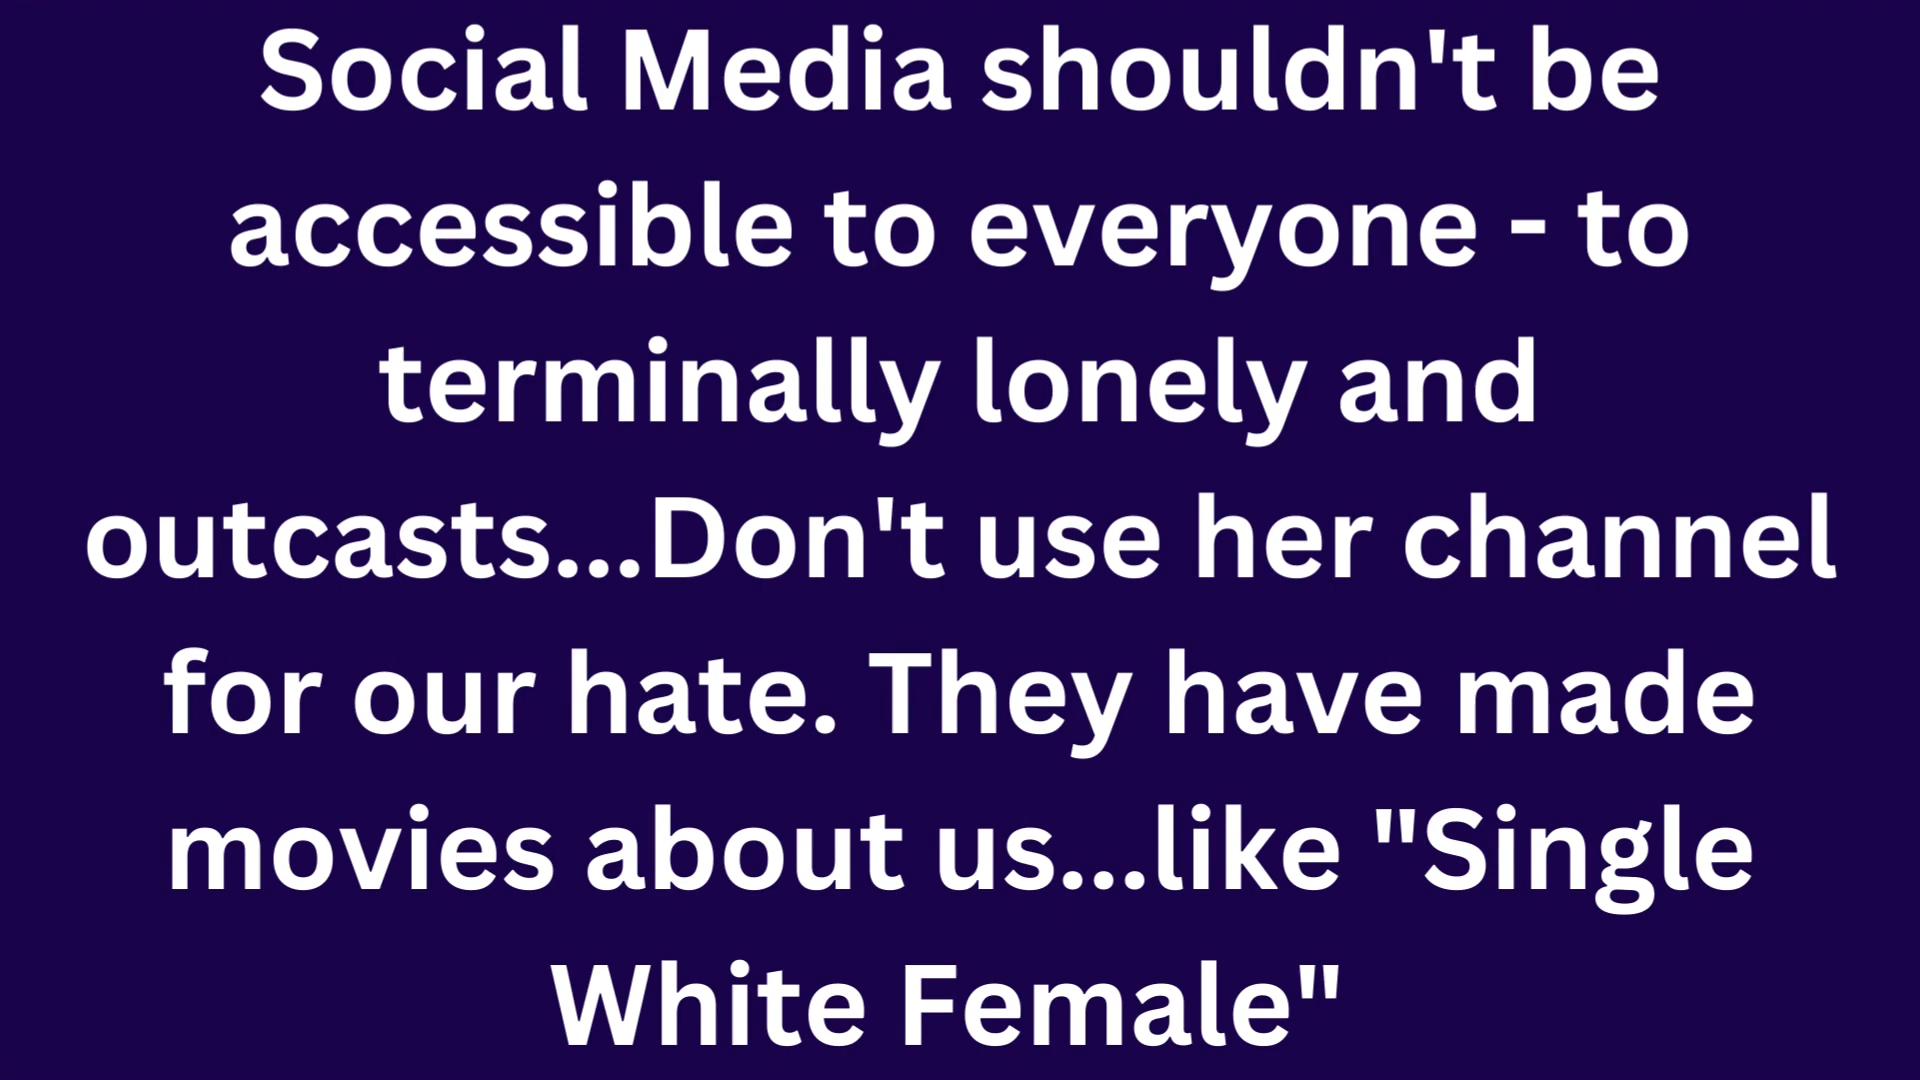 Social Media shouldn't be
accessible to everyone - to
terminally lonely and
outcasts...Don't use her channel
for our hate. They have made
movies about us...like "Single
White Female"